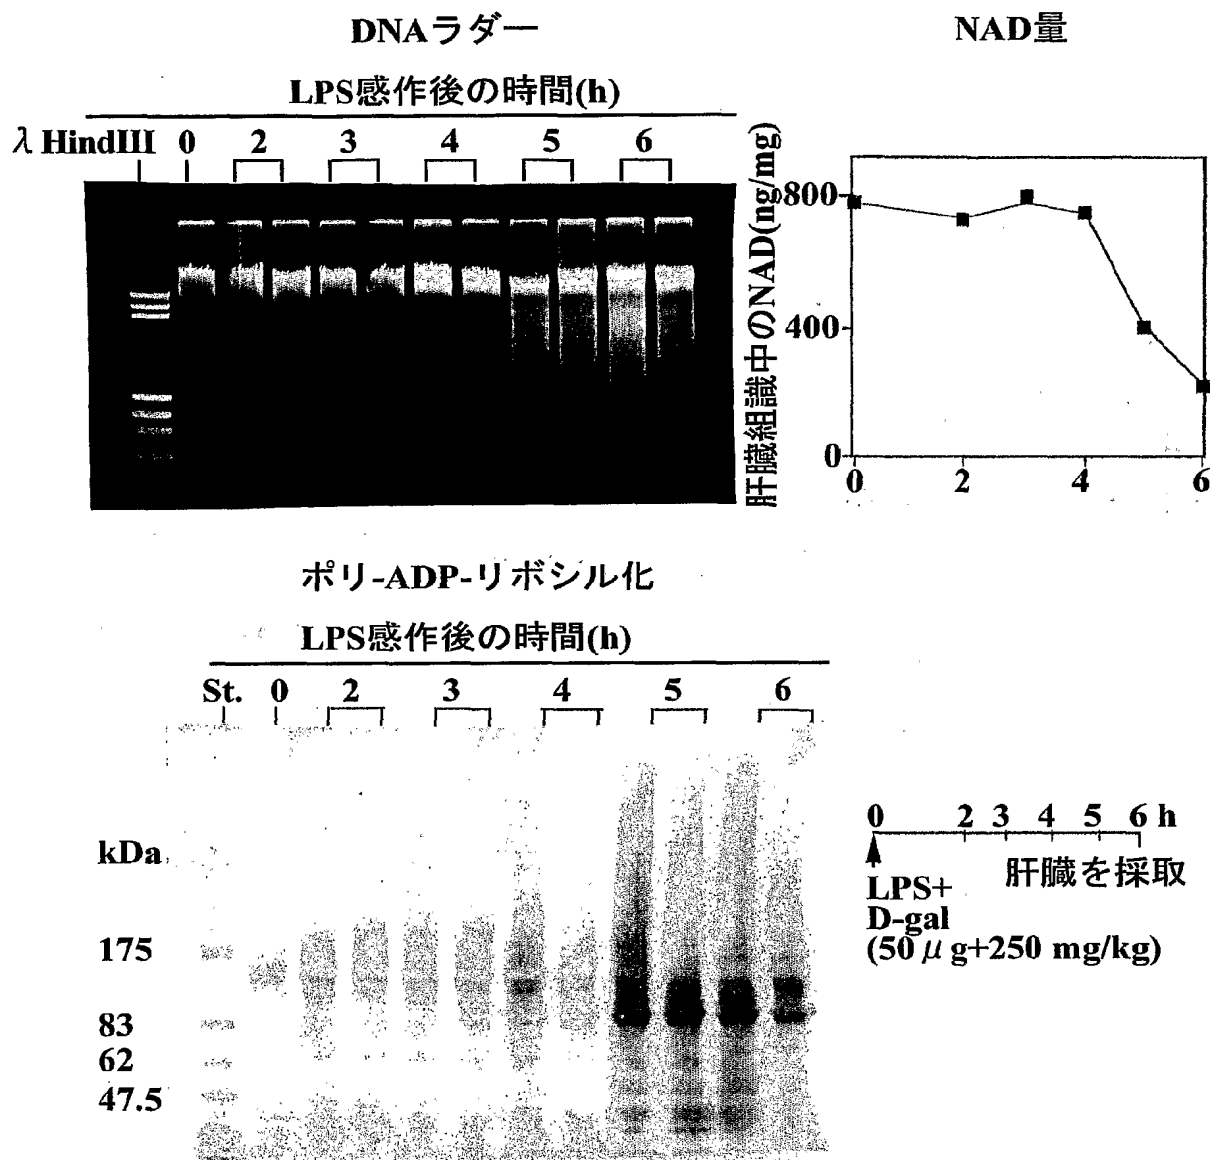 DNAラダー
LPS感作後の時間(h)
λ HindIII 0 2 3 4 5 6
NAD量
肝臓組織中のNAD(ng/mg)
800
400
0
0 2 4 6
ポリ-ADP-リボシル化
LPS感作後の時間(h)
St. 0 2 3 4 5 6
kDa
175
83
62
47.5
0 2 3 4 5 6 h
肝臓を採取
LPS+
D-gal
(50μg+250 mg/kg)